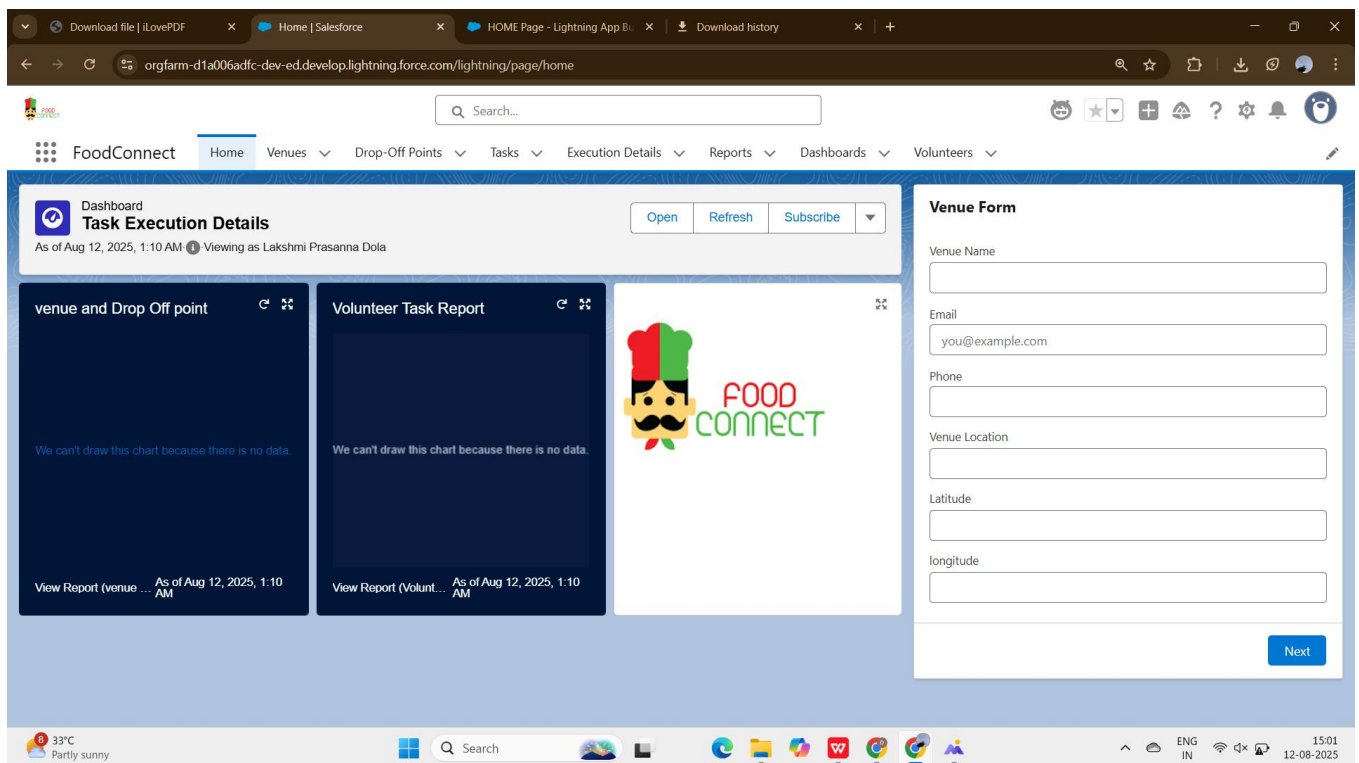 Download file | iLovePDF
Home | Salesforce
HOME Page - Lightning App Bu
Download history
orgfarm-d1a006adfc-dev-ed.develop.lightning.force.com/lightning/page/home
FOOD
CONNECT
Search...
FoodConnect
Home
Venues
Drop-Off Points
Tasks
Execution Details
Reports
Dashboards
Volunteers
Dashboard
Task Execution Details
As of Aug 12, 2025, 1:10 AM·Viewing as Lakshmi Prasanna Dola
Open
Refresh
Subscribe
venue and Drop Off point
We can't draw this chart because there is no data.
View Report (venue ...
As of Aug 12, 2025, 1:10
AM
Volunteer Task Report
We can't draw this chart because there is no data.
View Report (Volunt...
As of Aug 12, 2025, 1:10
AM
FOOD
CONNECT
Venue Form
Venue Name
Email
you@example.com
Phone
Venue Location
Latitude
longitude
Next
8
33°C
Partly sunny
Search
ENG
IN
15:01
12-08-2025